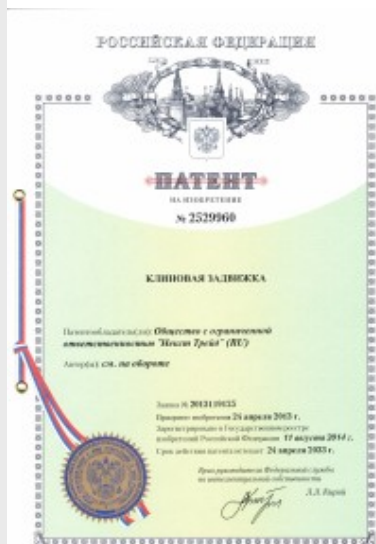 РОССИЙСКАЯ ФЕДЕРАЦИЯ
ПАТЕНТ
НА ИЗОБРЕТЕНИЕ
№ 2529960
КЛИНОВАЯ ЗАДВИЖКА
Патентообладатель(ли): Общество с ограниченной
ответственностью "Трейд" (RU)
Автор(ы): см. на обороте
Заявка № 2013119155
Приоритет изобретения 24 апреля 2013 г.
Зарегистрировано в Государственном реестре
изобретений Российской Федерации 11 августа 2014 г.
Срок действия патента истекает 24 апреля 2033 г.
руководителя Федеральной службы
по интеллектуальной собственности
Л.Л. Кирий